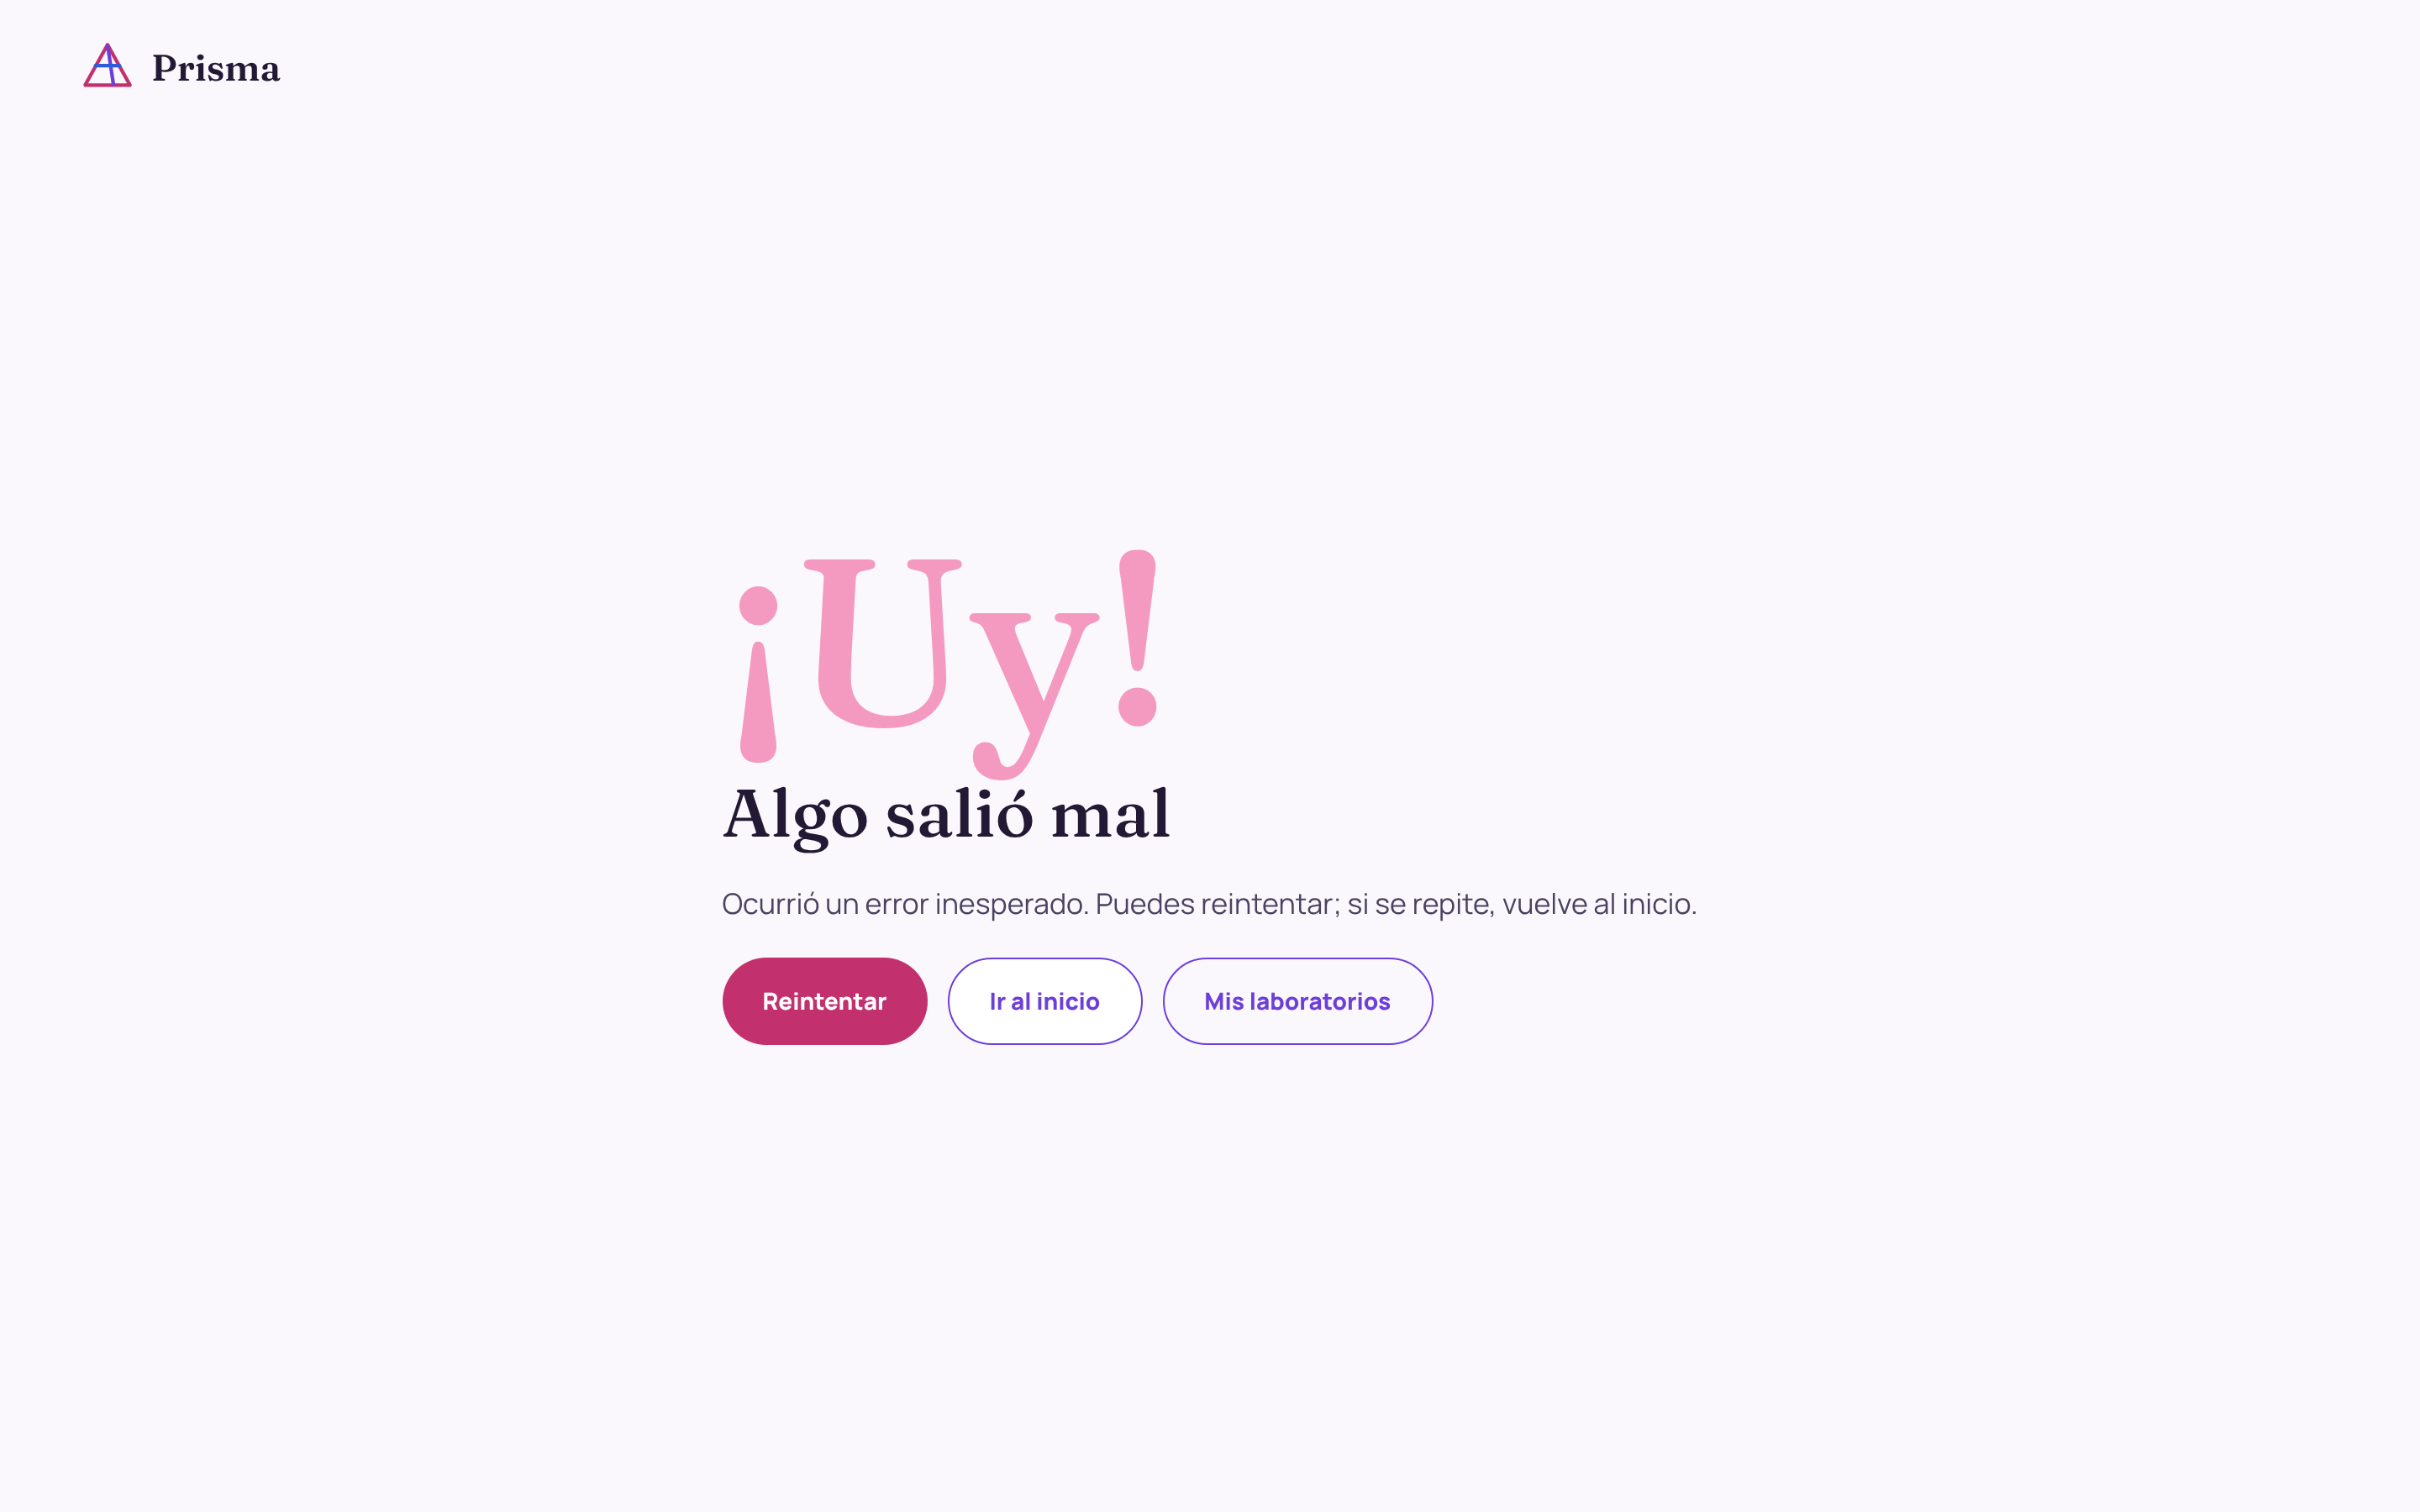 Prisma
¡Uy!
Algo salió mal
Ocurrió un error inesperado. Puedes reintentar; si se repite, vuelve al inicio.
Reintentar
Ir al inicio
Mis laboratorios